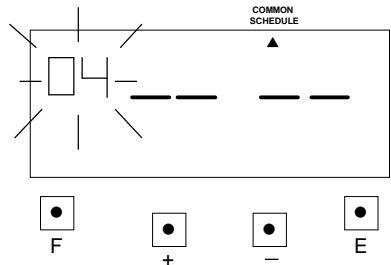 COMMON
SCHEDULE
04 -- --
F + - E